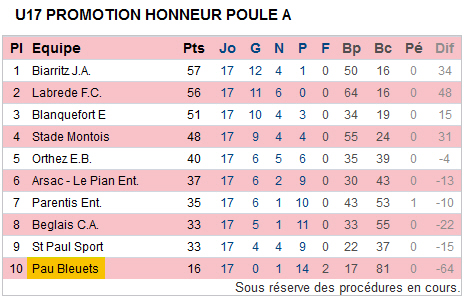 U17 PROMOTION HONNEUR POULE A
Pl Equipe Pts Jo G N P F Bp Bc Pé Dif
1 Biarritz J.A. 57 17 12 4 1 0 50 16 0 34
2 Labrede F.C. 56 17 11 6 0 0 64 16 0 48
3 Blanquefort E 51 17 10 4 3 0 34 19 0 15
4 Stade Montois 48 17 9 4 4 0 55 24 0 31
5 Orthez E.B. 40 17 6 5 6 0 35 39 0 -4
6 Arsac - Le Pian Ent. 37 17 6 2 9 0 30 43 0 -13
7 Parentis Ent. 35 17 6 1 10 0 43 53 1 -10
8 Beglais C.A. 33 17 5 1 11 0 33 55 0 -22
9 St Paul Sport 33 17 4 4 9 0 22 37 0 -15
10 Pau Bleuets 16 17 0 1 14 2 17 81 0 -64
Sous réserve des procédures en cours.